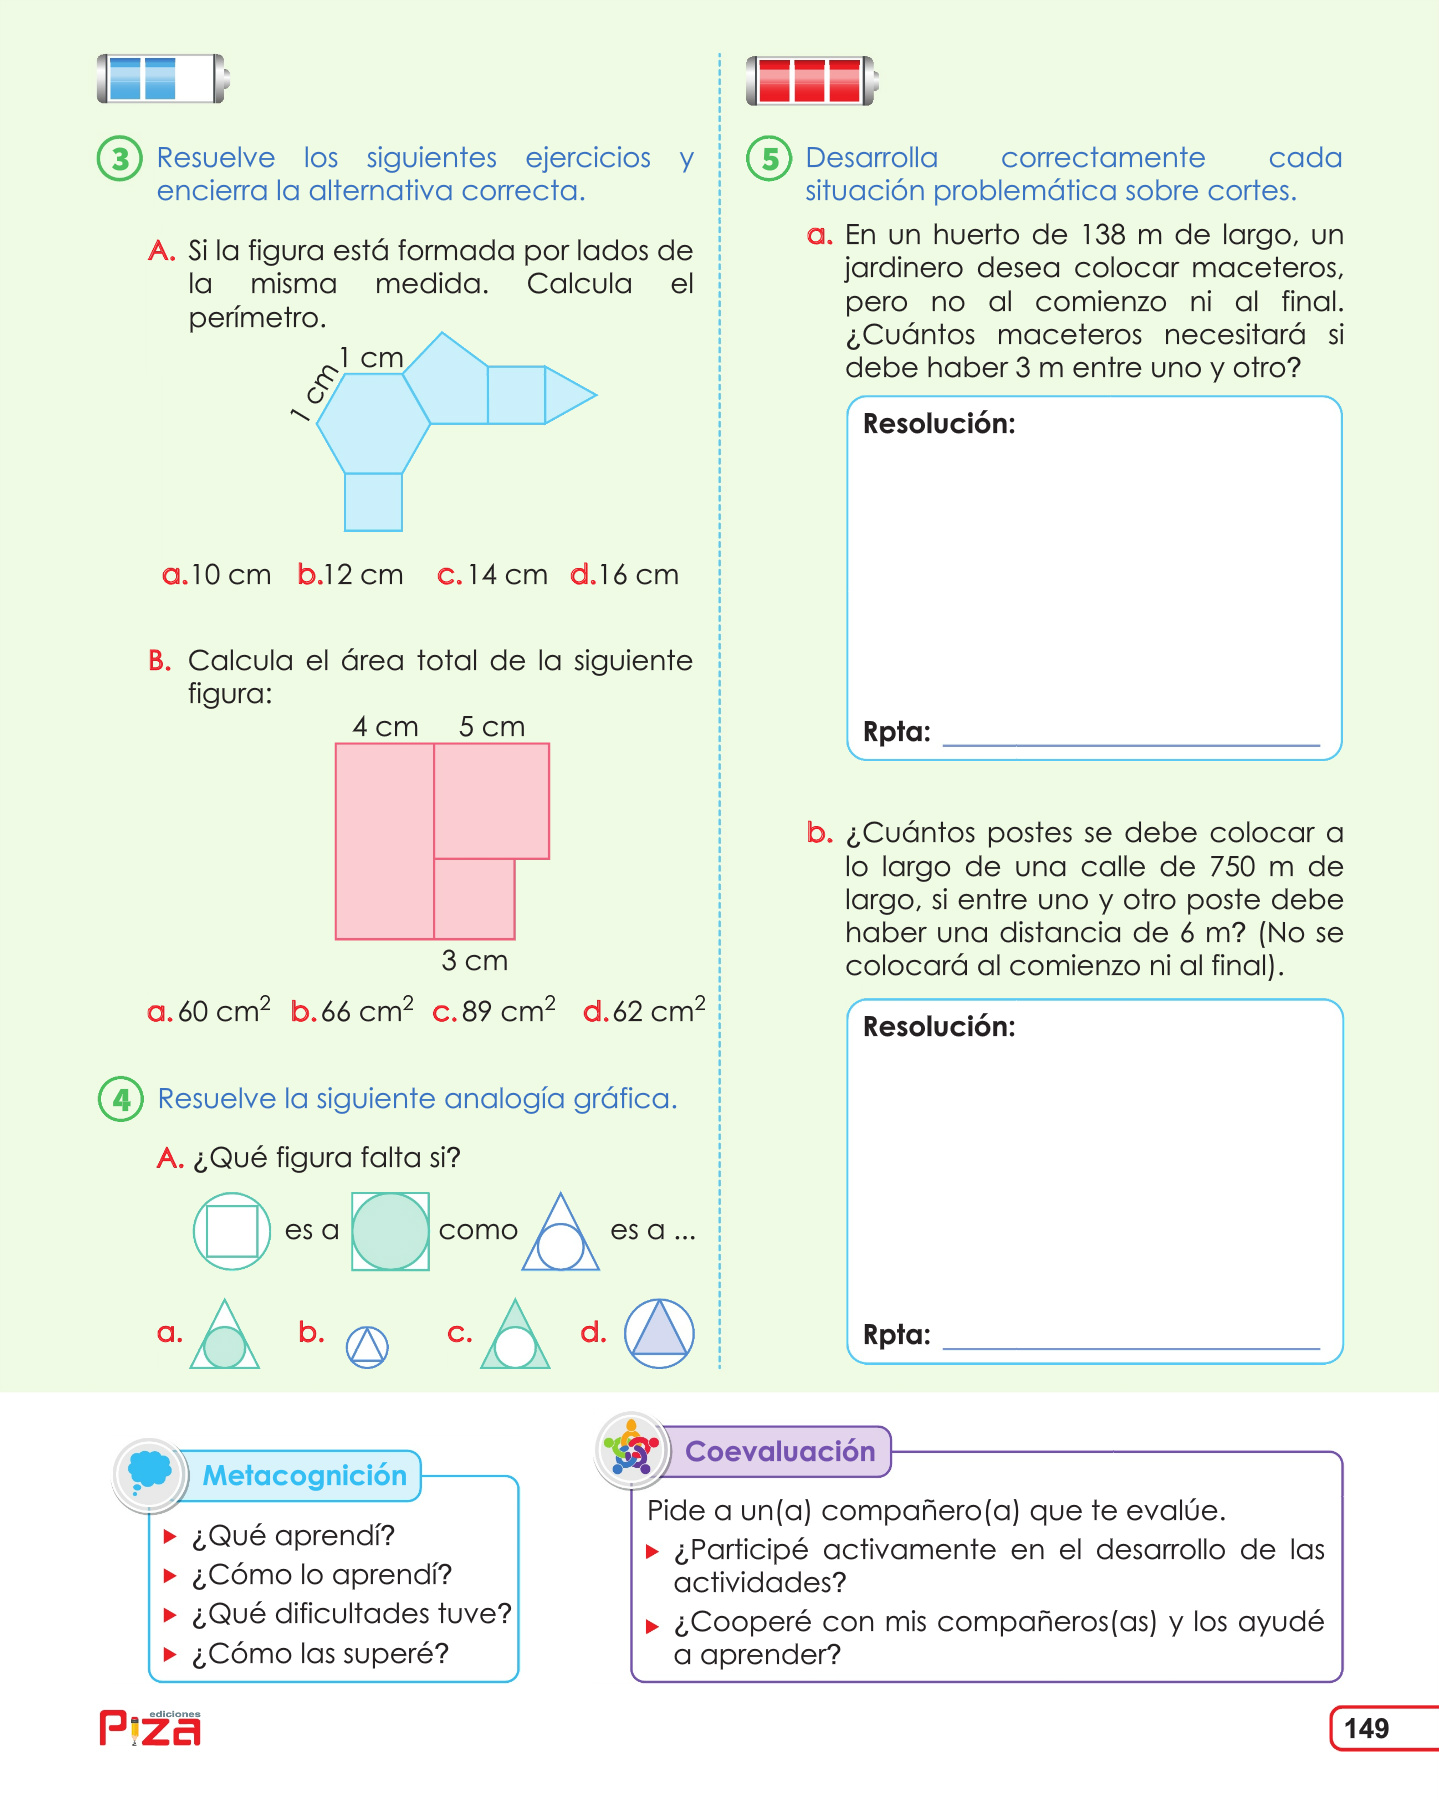 3 Resuelve los siguientes ejercicios y
encierra la alternativa correcta.
A. Si la figura está formada por lados de
la misma medida. Calcula el
perímetro.
1 cm
1 cm
a. 10 cm b. 12 cm c. 14 cm d. 16 cm
B. Calcula el área total de la siguiente
figura:
4 cm 5 cm
3 cm
a. 60 cm² b. 66 cm² c. 89 cm² d. 62 cm²
4 Resuelve la siguiente analogía gráfica.
A. ¿Qué figura falta si?
es a como es a ...
a. b. c. d.
5 Desarrolla correctamente cada
situación problemática sobre cortes.
a. En un huerto de 138 m de largo, un
jardinero desea colocar maceteros,
pero no al comienzo ni al final.
¿Cuántos maceteros necesitará si
debe haber 3 m entre uno y otro?
Resolución:
Rpta:
b. ¿Cuántos postes se debe colocar a
lo largo de una calle de 750 m de
largo, si entre uno y otro poste debe
haber una distancia de 6 m? (No se
colocará al comienzo ni al final).
Resolución:
Rpta:
Metacognición
¿Qué aprendí?
¿Cómo lo aprendí?
¿Qué dificultades tuve?
¿Cómo las superé?
Coevaluación
Pide a un(a) compañero(a) que te evalúe.
¿Participé activamente en el desarrollo de las
actividades?
¿Cooperé con mis compañeros(as) y los ayudé
a aprender?
ediciones
Piza
149